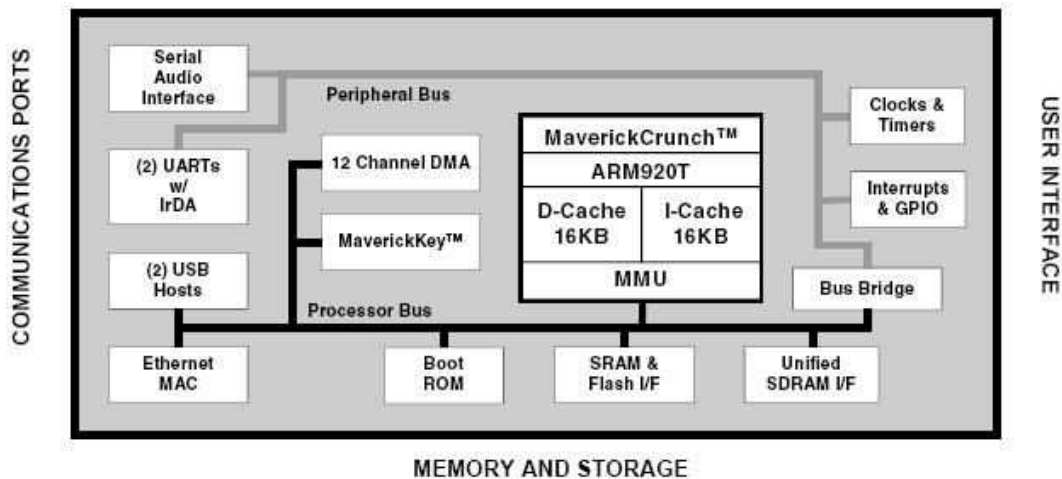 COMMUNICATIONS PORTS
Serial
Audio
Interface
Peripheral Bus
(2) UARTs
w/
IrDA
12 Channel DMA
MaverickKey™
(2) USB
Hosts
Processor Bus
Ethernet
MAC
Boot
ROM
MaverickCrunch™
ARM920T
D-Cache
16KB
I-Cache
16KB
MMU
SRAM &
Flash I/F
Unified
SDRAM I/F
Clocks &
Timers
Interrupts
& GPIO
Bus Bridge
USER INTERFACE
MEMORY AND STORAGE